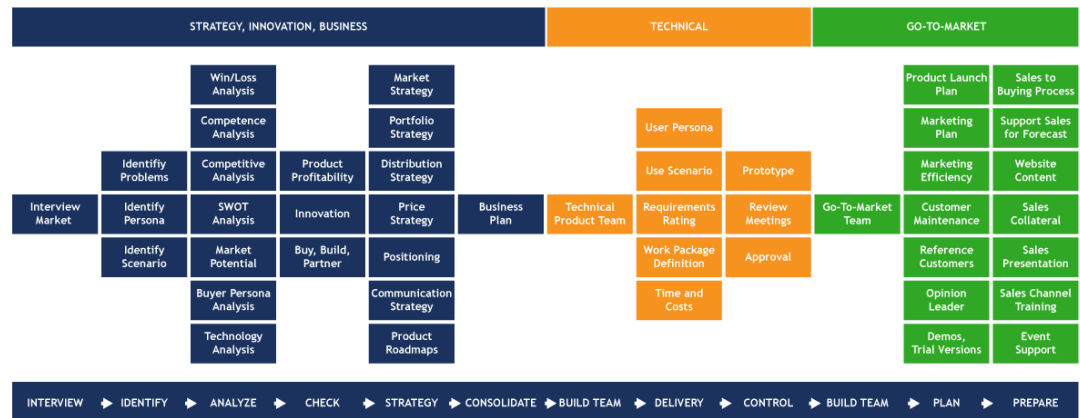 STRATEGY, INNOVATION, BUSINESS
TECHNICAL
GO-TO-MARKET
Interview
Market
Identifiy
Problems
Identify
Persona
Identify
Scenario
Win/Loss
Analysis
Competence
Analysis
Competitive
Analysis
SWOT
Analysis
Market
Potential
Buyer Persona
Analysis
Technology
Analysis
Product
Profitability
Innovation
Buy, Build,
Partner
Market
Strategy
Portfolio
Strategy
Distribution
Strategy
Price
Strategy
Positioning
Communication
Strategy
Product
Roadmaps
Business
Plan
Technical
Product Team
User Persona
Use Scenario
Requirements
Rating
Work Package
Definition
Time and
Costs
Prototype
Review
Meetings
Approval
Go-To-Market
Team
Product Launch
Plan
Marketing
Plan
Marketing
Efficiency
Customer
Maintenance
Reference
Customers
Opinion
Leader
Demos,
Trial Versions
Sales to
Buying Process
Support Sales
for Forecast
Website
Content
Sales
Collateral
Sales
Presentation
Sales Channel
Training
Event
Support
INTERVIEW
IDENTIFY
ANALYZE
CHECK
STRATEGY
CONSOLIDATE
BUILD TEAM
DELIVERY
CONTROL
BUILD TEAM
PLAN
PREPARE